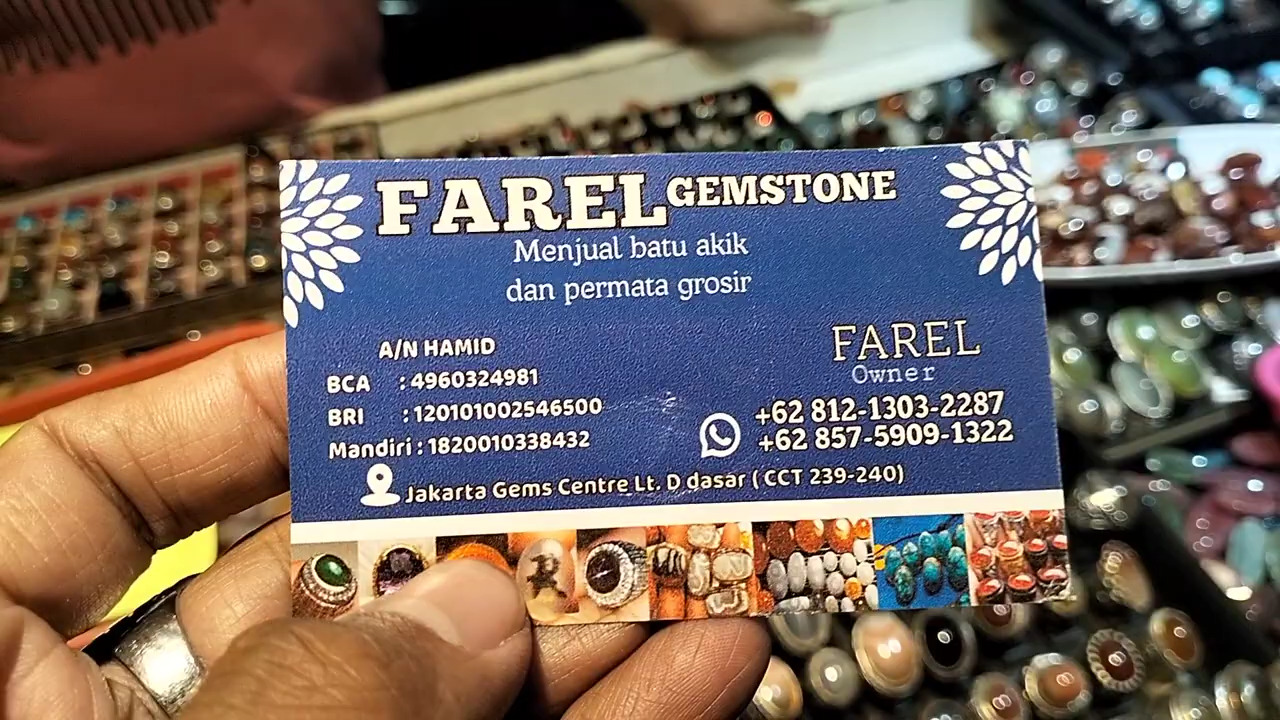 FAREL GEMSTONE
Menjual batu akik
dan permata grosir
A/N HAMID
BCA : 4960324981
BRI : 120101002546500
Mandiri : 1820010338432
FAREL
Owner
+62 812-1303-2287
+62 857-5909-1322
Jakarta Gems Centre Lt. D dasar ( CCT 239-240)